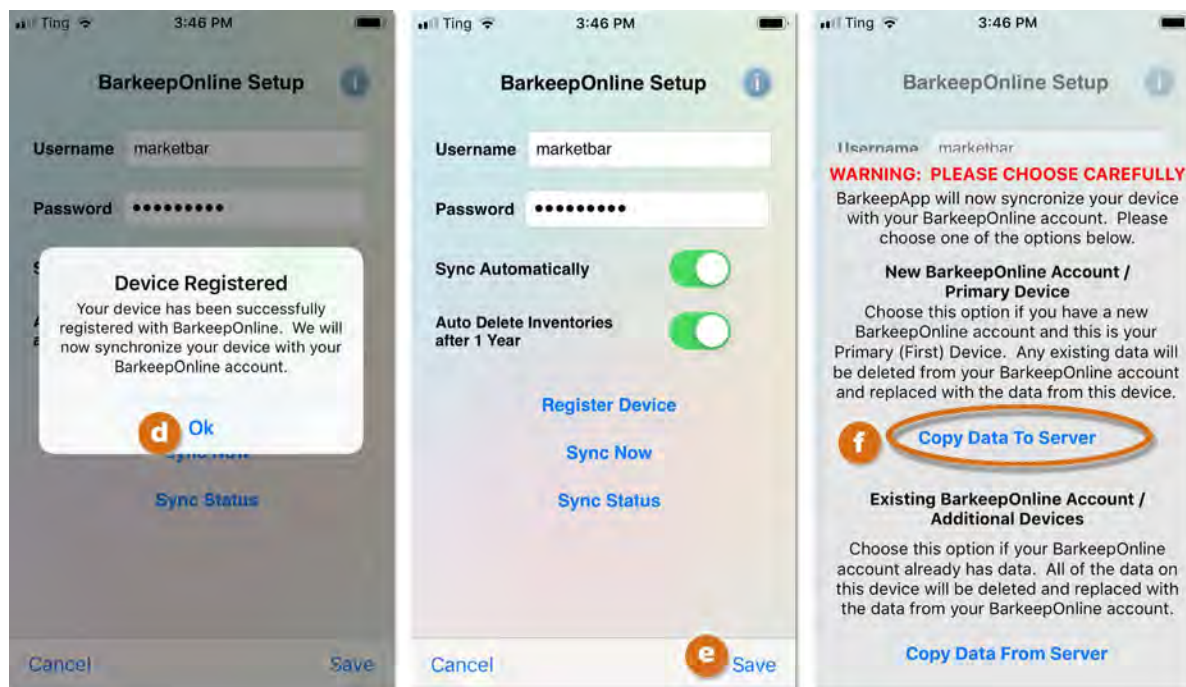 Ting 3:46 PM
BarkeepOnline Setup i
Username marketbar
Password •••••••••
S
Device Registered
Your device has been successfully
registered with BarkeepOnline. We will
now synchronize your device with your
BarkeepOnline account.
d Ok
Sync Now
Sync Status
Cancel Save
Ting 3:46 PM
BarkeepOnline Setup i
Username marketbar
Password •••••••••
Sync Automatically
Auto Delete Inventories
after 1 Year
Register Device
Sync Now
Sync Status
Cancel e Save
Ting 3:46 PM
BarkeepOnline Setup i
Username marketbar
WARNING: PLEASE CHOOSE CAREFULLY
BarkeepApp will now syncronize your device
with your BarkeepOnline account. Please
choose one of the options below.
New BarkeepOnline Account /
Primary Device
Choose this option if you have a new
BarkeepOnline account and this is your
Primary (First) Device. Any existing data will
be deleted from your BarkeepOnline account
and replaced with the data from this device.
f Copy Data To Server
Existing BarkeepOnline Account /
Additional Devices
Choose this option if your BarkeepOnline
account already has data. All of the data on
this device will be deleted and replaced with
the data from your BarkeepOnline account.
Copy Data From Server